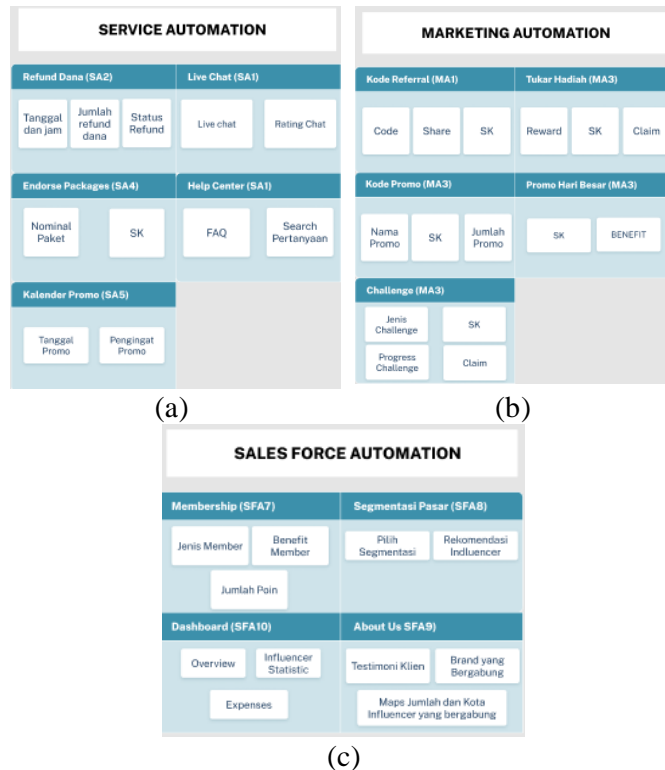 SERVICE AUTOMATION
Refund Dana (SA2)
Tanggal
dan jam
Jumlah
refund
dana
Status
Refund
Live Chat (SA1)
Live chat
Rating Chat
Endorse Packages (SA4)
Nominal
Paket
SK
Help Center (SA1)
FAQ
Search
Pertanyaan
Kalender Promo (SA5)
Tanggal
Promo
Pengingat
Promo
(a)
MARKETING AUTOMATION
Kode Referral (MA1)
Code
Share
SK
Tukar Hadiah (MA3)
Reward
SK
Claim
Kode Promo (MA3)
Nama
Promo
SK
Jumlah
Promo
Promo Hari Besar (MA3)
SK
BENEFIT
Challenge (MA3)
Jenis
Challenge
SK
Progress
Challenge
Claim
(b)
SALES FORCE AUTOMATION
Membership (SFA7)
Jenis Member
Benefit
Member
Jumlah Poin
Segmentasi Pasar (SFA8)
Pilih
Segmentasi
Rekomendasi
Indluencer
Dashboard (SFA10)
Overview
Influencer
Statistic
Expenses
About Us SFA9)
Testimoni Klien
Brand yang
Bergabung
Maps Jumlah dan Kota
Influencer yang bergabung
(c)